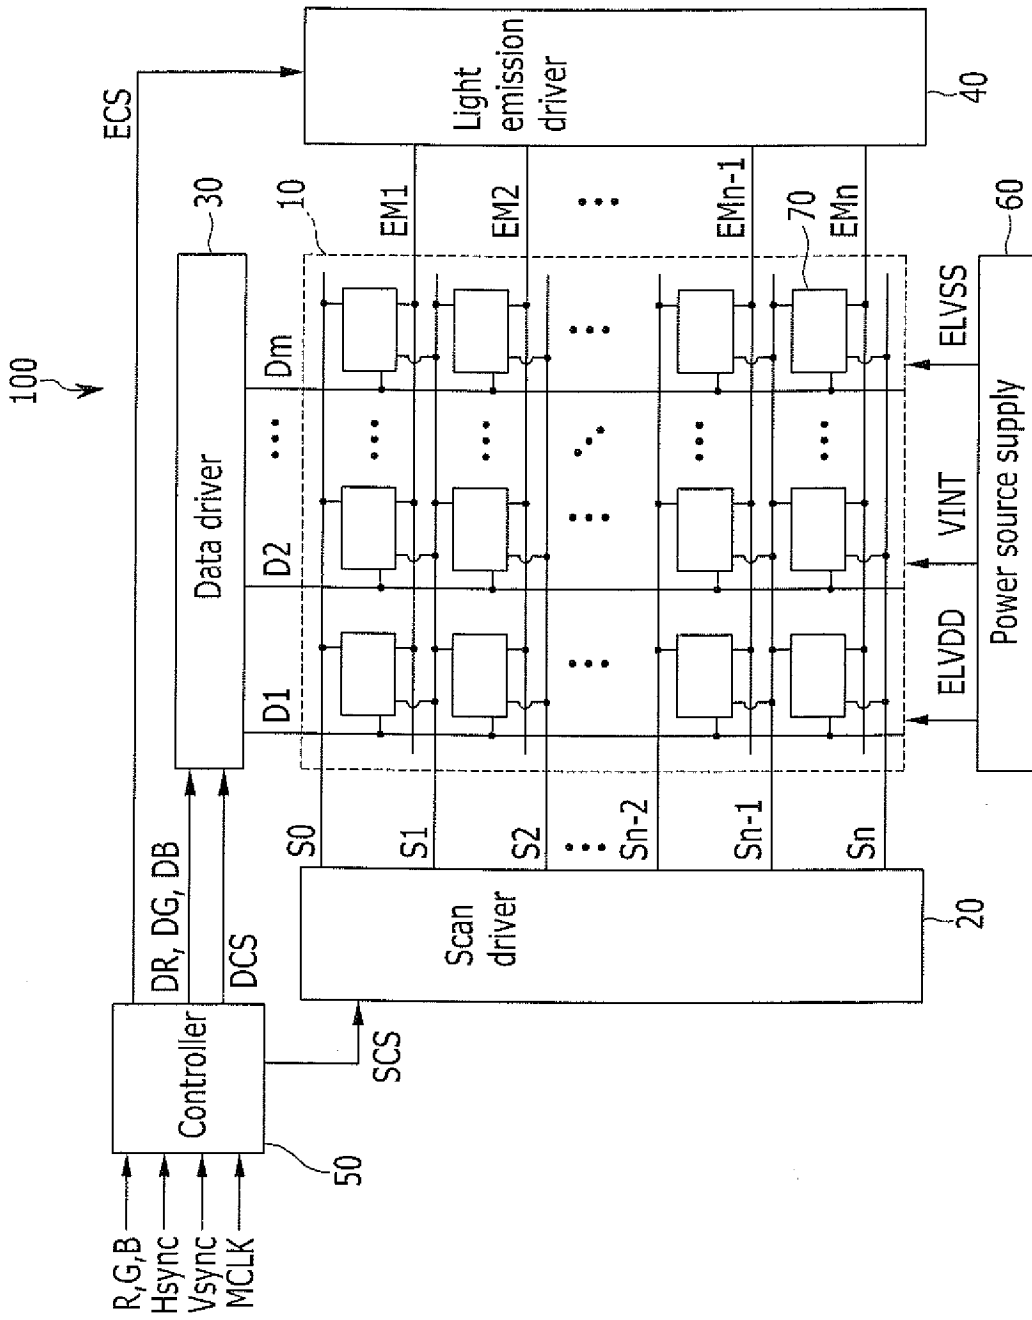 100
R,G,B
Hsync
Vsync
MCLK
Controller
50
ECS
DR, DG, DB
DCS
SCS
Data driver
30
D1
D2
Dm
10
Scan
driver
20
S0
S1
S2
Sn-2
Sn-1
Sn
EM1
EM2
EMn-1
EMn
70
Light
emission
driver
40
ELVDD
VINT
ELVSS
Power source supply
60